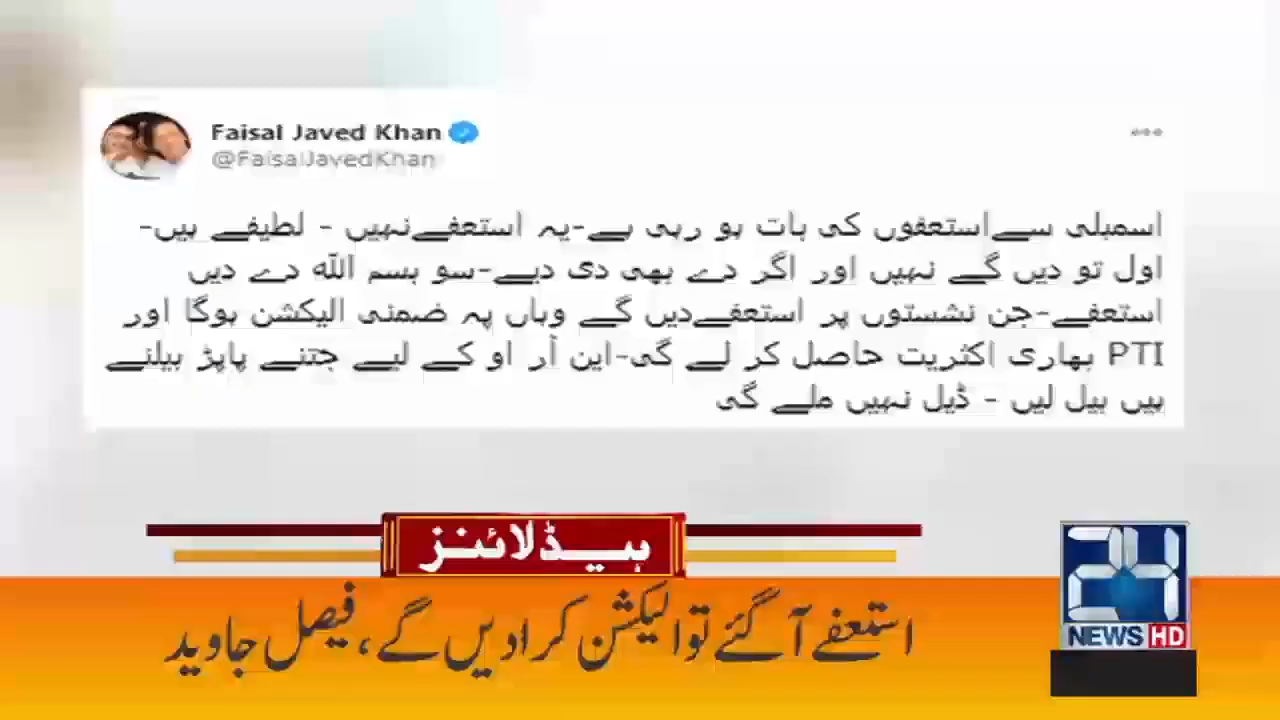 Faisal Javed Khan
@FaisalJavedKhan
اسمبلی سےاستعفوں کی بات ہو رہی ہے-یہ استعفےنہیں - لطیفے ہیں-
اول تو دیں گے نہیں اور اگر دے بھی دی دیے-سو بسم اللہ دے دیں
استعفے-جن نشستوں پر استعفےدیں گے وہاں پہ ضمنی الیکشن ہوگا اور
PTI بھاری اکثریت حاصل کر لے گی-این آر او کے لیے جتنے پاپڑ بیلنے
ہیں بیل لیں - ڈیل نہیں ملے گی
ہیڈلائنز
استعفے آ گئے تو الیکشن کرادیں گے، فیصل جاوید
24
NEWS HD